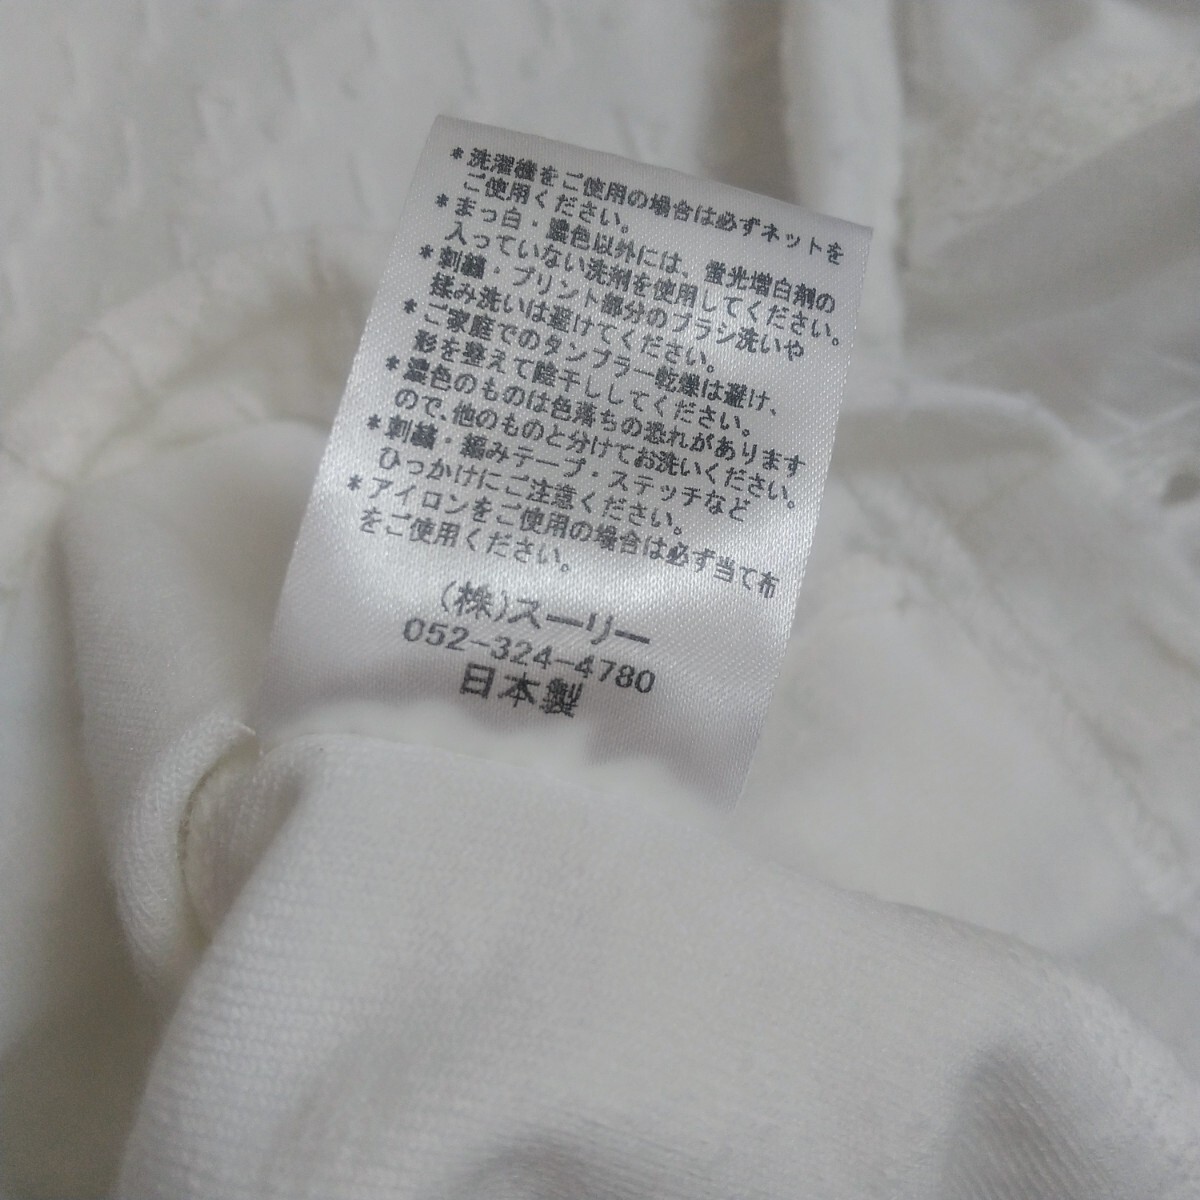 *洗濯機をご使用の場合は必ずネットを
ご使用ください。
*まっ白・濃色以外には、蛍光増白剤の
入っていない洗剤を使用してください。
*刺繍・プリント部分のブラシ洗いや
揉み洗いは避けてください。
*ご家庭でのタンブラー乾燥は避け、
形を整えて陰干ししてください。
*濃色のものは色落ちの恐れがあります
ので、他のものと分けてお洗いください。
*刺繍・編みテープ・ステッチなど
ひっかけにご注意ください。
*アイロンをご使用の場合は必ず当て布
をご使用ください。
(株)スーリー
052-324-4780
日本製